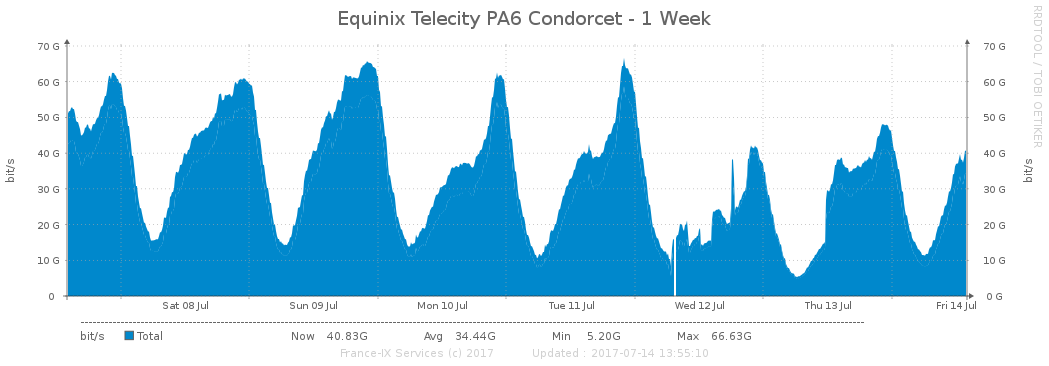 Equinix Telecity PA6 Condorcet - 1 Week
RRDTOOL / TOBI OETIKER
bit/s
70 G
60 G
50 G
40 G
30 G
20 G
10 G
0
70 G
60 G
50 G
40 G
30 G
20 G
10 G
0 G
bit/s
Sat 08 Jul Sun 09 Jul Mon 10 Jul Tue 11 Jul Wed 12 Jul Thu 13 Jul Fri 14 Jul
bit/s Total Now 40.83G Avg 34.44G Min 5.20G Max 66.63G
France-IX Services (c) 2017 Updated : 2017-07-14 13:55:10